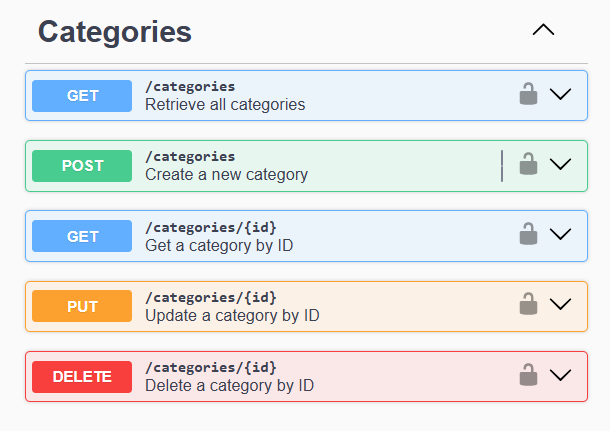 Categories
GET
/categories
Retrieve all categories
POST
/categories
Create a new category
GET
/categories/{id}
Get a category by ID
PUT
/categories/{id}
Update a category by ID
DELETE
/categories/{id}
Delete a category by ID